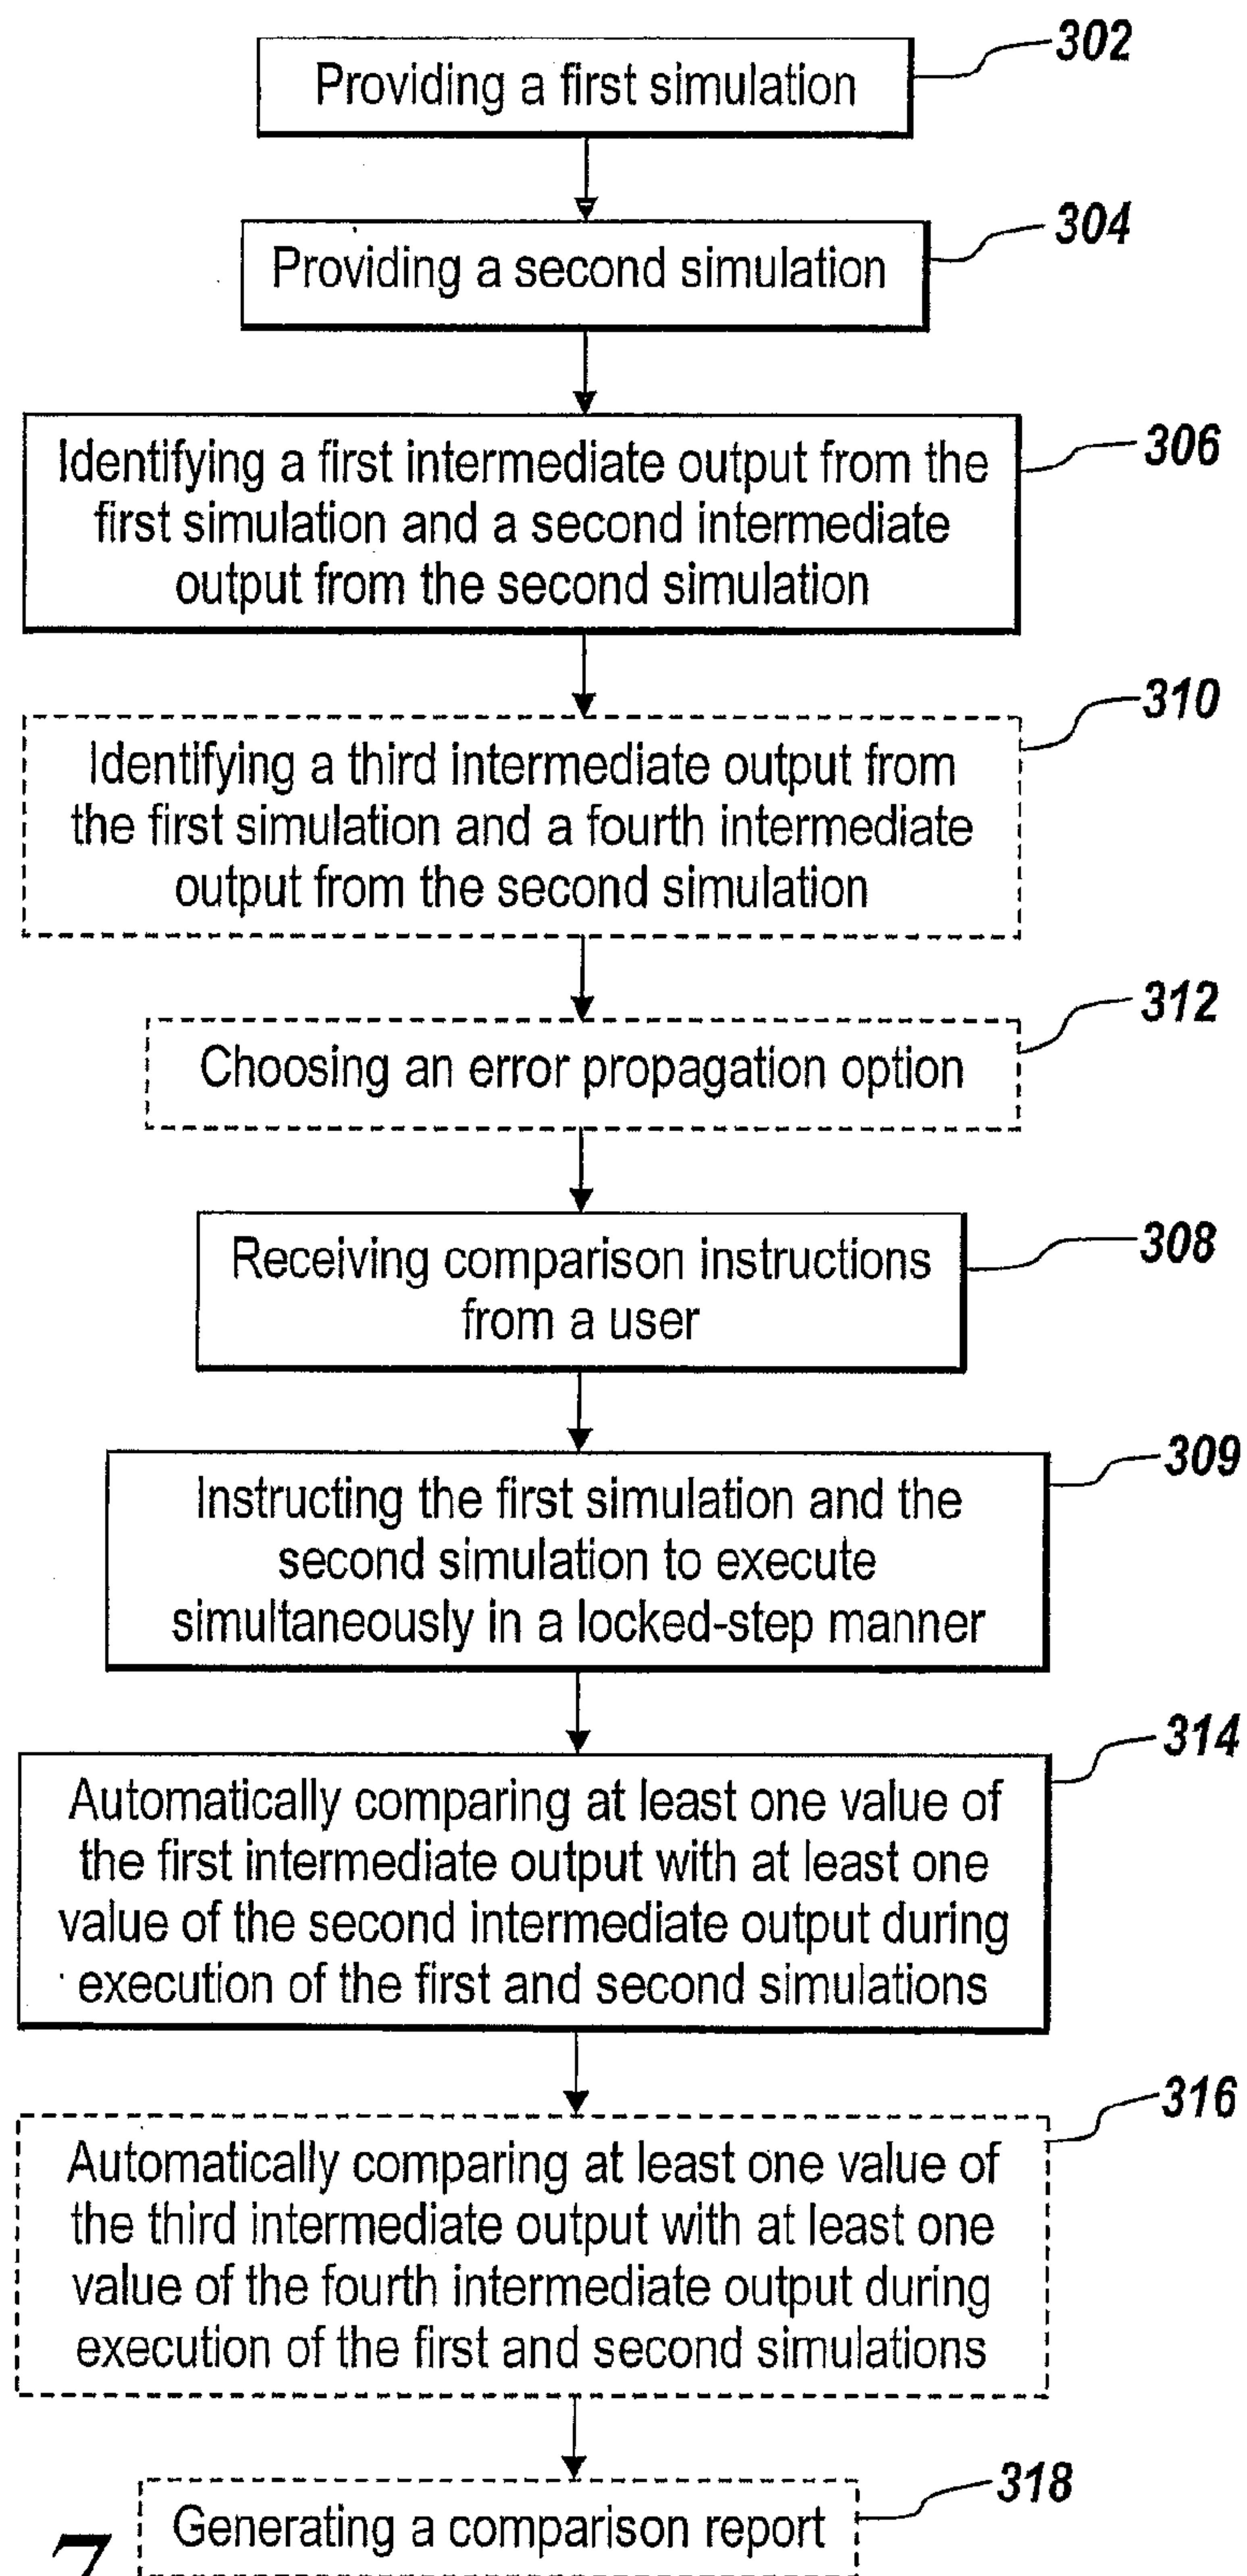 302
Providing a first simulation
304
Providing a second simulation
306
Identifying a first intermediate output from the
first simulation and a second intermediate
output from the second simulation
310
Identifying a third intermediate output from
the first simulation and a fourth intermediate
output from the second simulation
312
Choosing an error propagation option
308
Receiving comparison instructions
from a user
309
Instructing the first simulation and the
second simulation to execute
simultaneously in a locked-step manner
314
Automatically comparing at least one value of
the first intermediate output with at least one
value of the second intermediate output during
execution of the first and second simulations
316
Automatically comparing at least one value of
the third intermediate output with at least one
value of the fourth intermediate output during
execution of the first and second simulations
318
Generating a comparison report